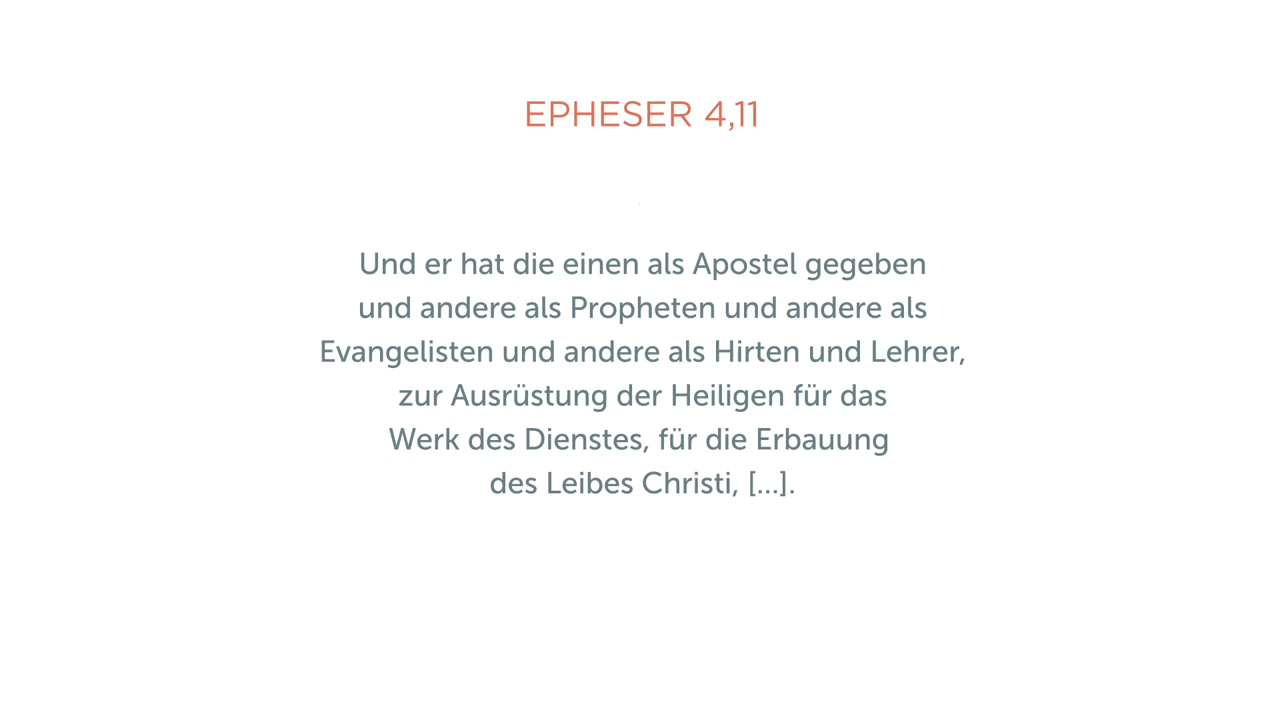 EPHESER 4,11
Und er hat die einen als Apostel gegeben
und andere als Propheten und andere als
Evangelisten und andere als Hirten und Lehrer,
zur Ausrüstung der Heiligen für das
Werk des Dienstes, für die Erbauung
des Leibes Christi, [...].